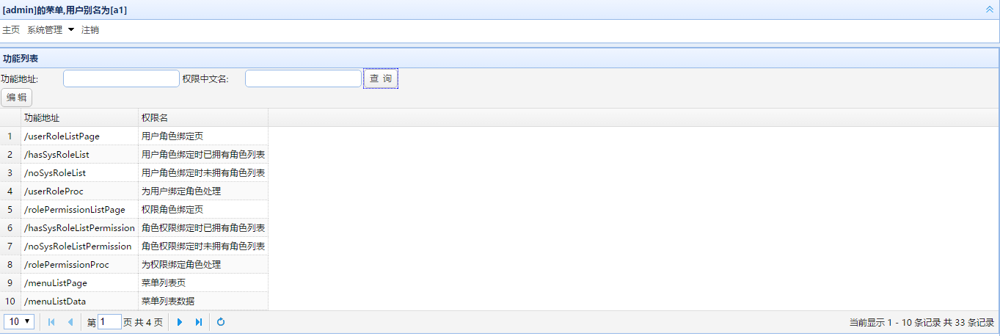 [admin]的菜单,用户别名为[a1]
主页 系统管理 注销
功能列表
功能地址: 权限中文名: 查 询
编 辑
功能地址 权限名
1 /userRoleListPage 用户角色绑定页
2 /hasSysRoleList 用户角色绑定时已拥有角色列表
3 /noSysRoleList 用户角色绑定时未拥有角色列表
4 /userRoleProc 为用户绑定角色处理
5 /rolePermissionListPage 权限角色绑定页
6 /hasSysRoleListPermission 角色权限绑定时已拥有角色列表
7 /noSysRoleListPermission 角色权限绑定时未拥有角色列表
8 /rolePermissionProc 为权限绑定角色处理
9 /menuListPage 菜单列表页
10 /menuListData 菜单列表数据
10 第 1 页 共 4 页 当前显示 1 - 10 条记录 共 33 条记录